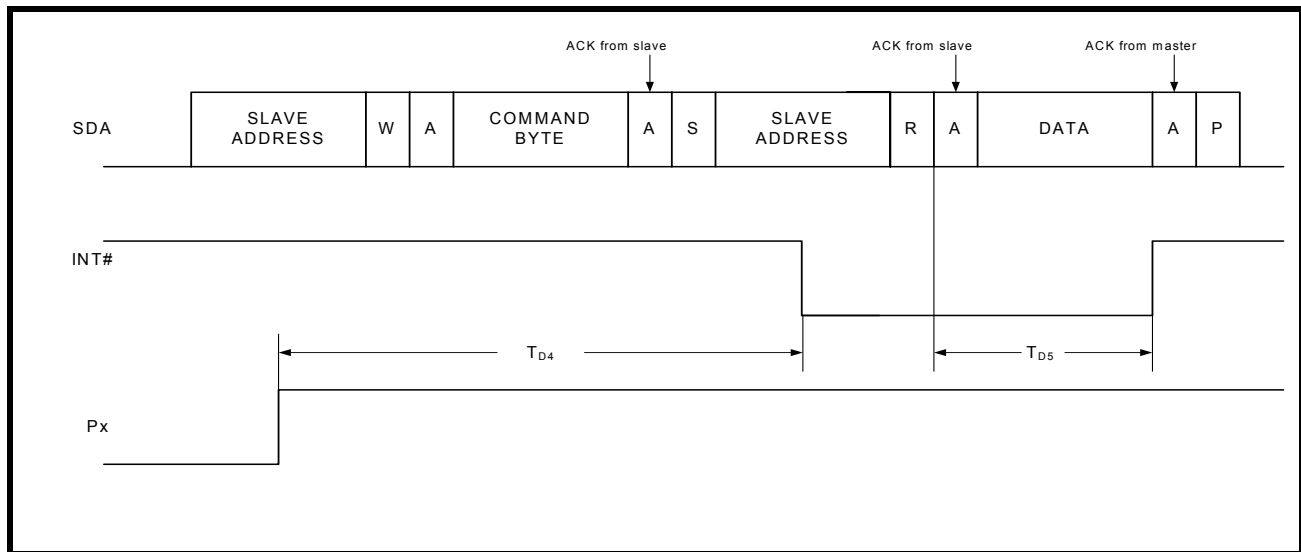 ACK from slave
ACK from slave
ACK from master
SDA
SLAVE
ADDRESS
W
A
COMMAND
BYTE
A
S
SLAVE
ADDRESS
R
A
DATA
A
P
INT#
TD4
TD5
Px